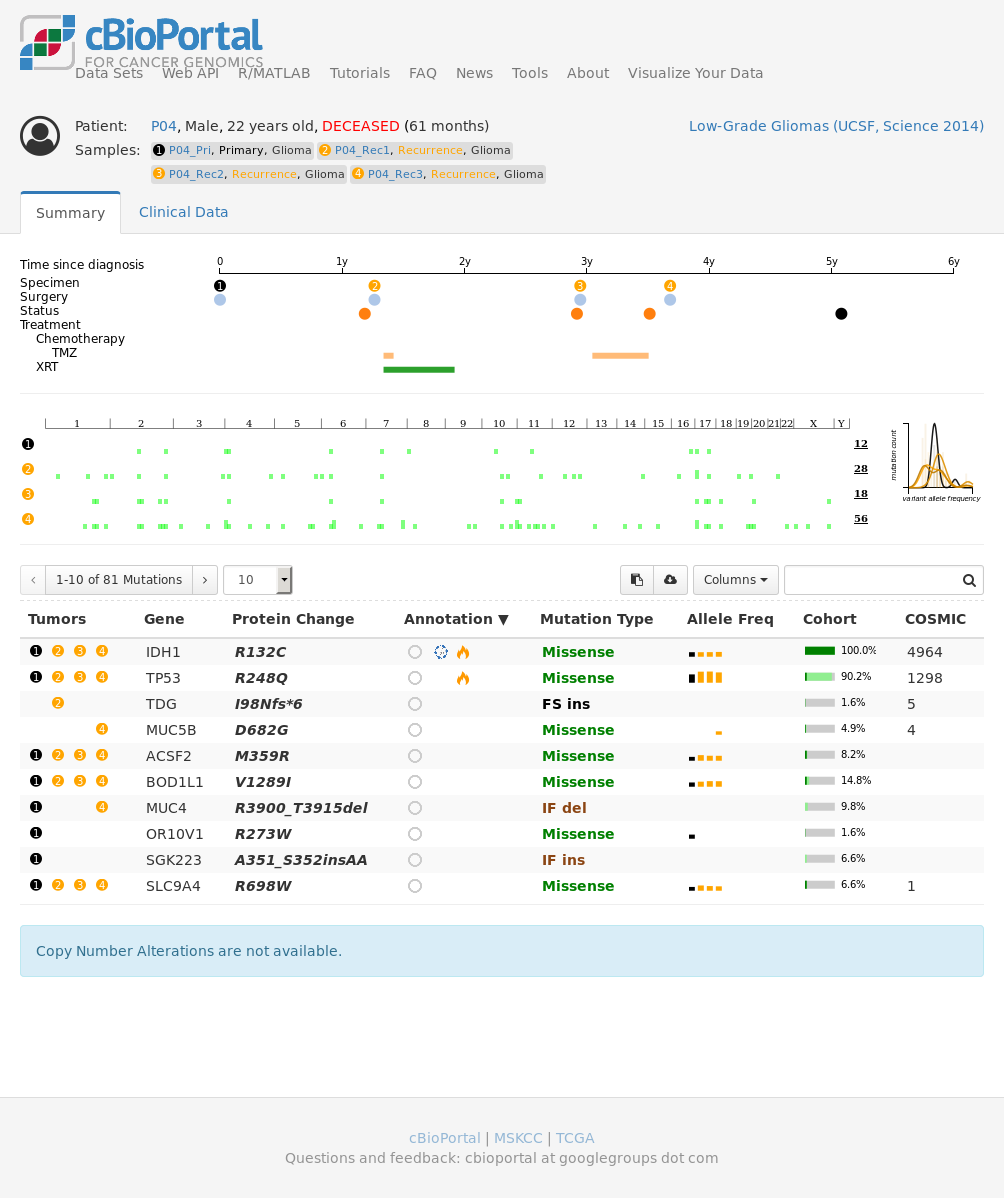 cBioPortal
FOR CANCER GENOMICS
Data Sets Web API R/MATLAB Tutorials FAQ News Tools About Visualize Your Data
Patient: P04, Male, 22 years old, DECEASED (61 months) Low-Grade Gliomas (UCSF, Science 2014)
Samples: 1 P04_Pri, Primary, Glioma 2 P04_Rec1, Recurrence, Glioma
3 P04_Rec2, Recurrence, Glioma 4 P04_Rec3, Recurrence, Glioma
Summary Clinical Data
Time since diagnosis 0 1y 2y 3y 4y 5y 6y
Specimen 1 2 3 4
Surgery
Status
Treatment
Chemotherapy
TMZ
XRT
1 2 3 4 5 6 7 8 9 10 11 12 13 14 15 16 17 18 19 20 21 22 X Y
1 12
2 28
3 18
4 56
mutation count
variant allele frequency
‹ 1-10 of 81 Mutations › 10 Columns
Tumors Gene Protein Change Annotation ▼ Mutation Type Allele Freq Cohort COSMIC
1 2 3 4 IDH1 R132C Missense 100.0% 4964
1 2 3 4 TP53 R248Q Missense 90.2% 1298
2 TDG I98Nfs*6 FS ins 1.6% 5
4 MUC5B D682G Missense 4.9% 4
1 2 3 4 ACSF2 M359R Missense 8.2%
1 2 3 4 BOD1L1 V1289I Missense 14.8%
1 4 MUC4 R3900_T3915del IF del 9.8%
1 OR10V1 R273W Missense 1.6%
1 SGK223 A351_S352insAA IF ins 6.6%
1 2 3 4 SLC9A4 R698W Missense 6.6% 1
Copy Number Alterations are not available.
cBioPortal | MSKCC | TCGA
Questions and feedback: cbioportal at googlegroups dot com